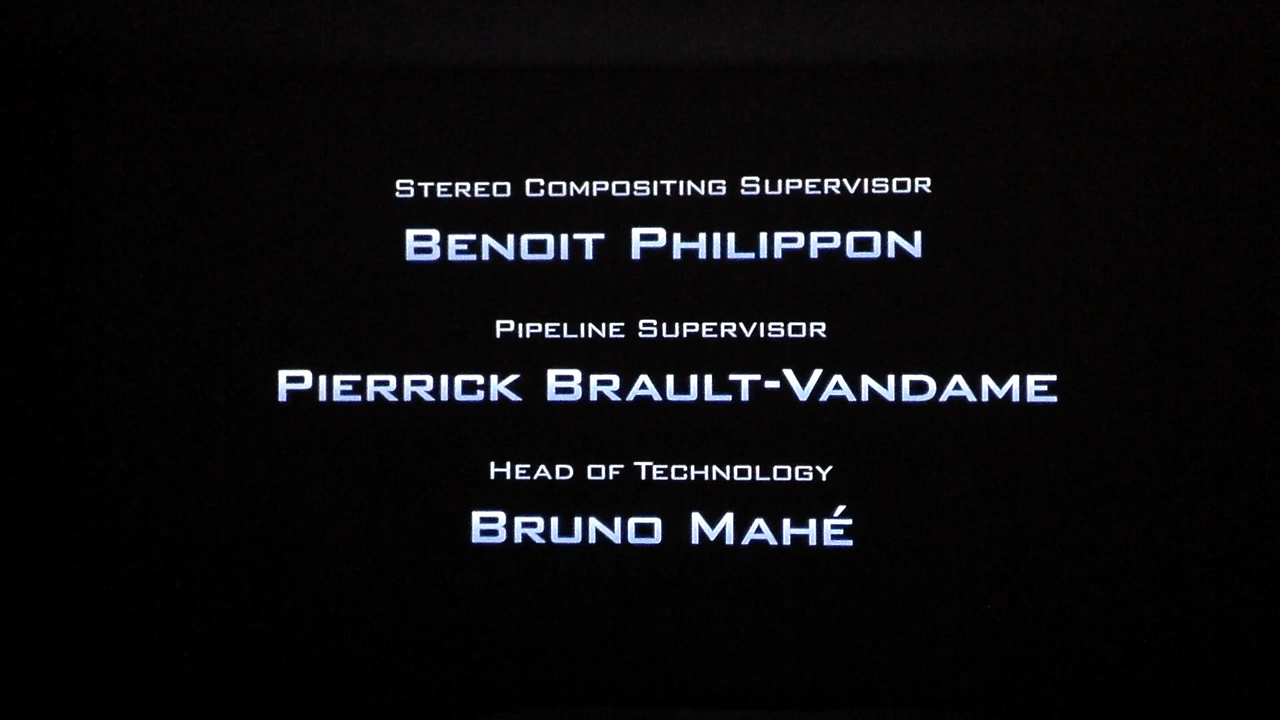 Stereo Compositing Supervisor
Benoit Philippon
Pipeline Supervisor
Pierrick Brault-Vandame
Head of Technology
Bruno Mahé